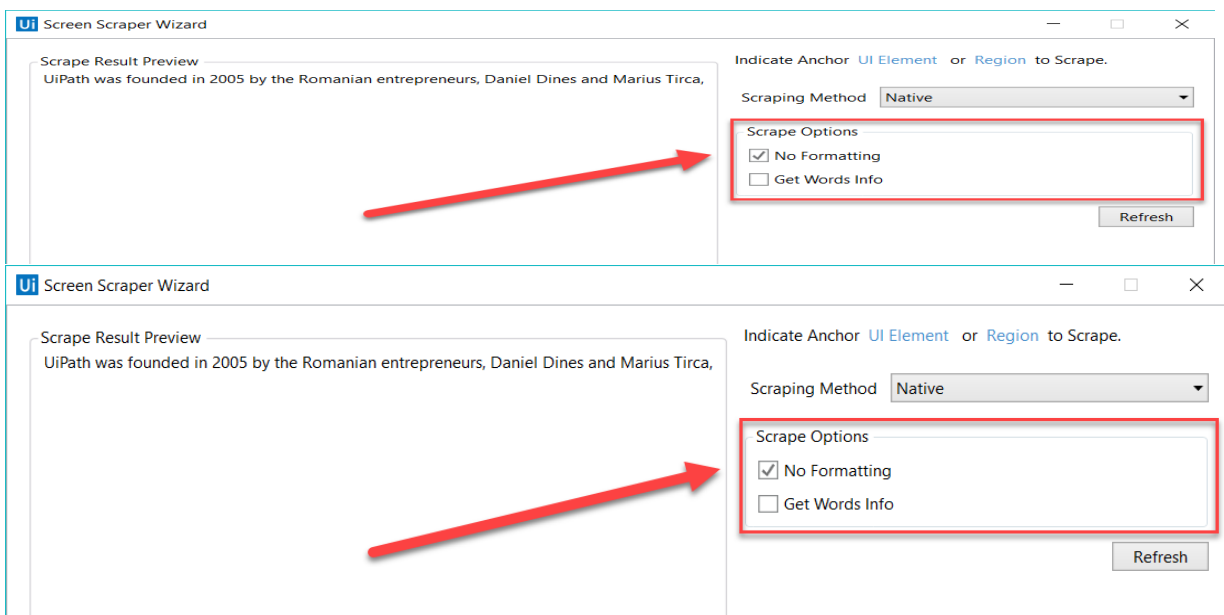 Ui Screen Scraper Wizard
Scrape Result Preview
UiPath was founded in 2005 by the Romanian entrepreneurs, Daniel Dines and Marius Tirca,
Indicate Anchor UI Element or Region to Scrape.
Scraping Method Native
Scrape Options
No Formatting
Get Words Info
Refresh
Ui Screen Scraper Wizard
Scrape Result Preview
UiPath was founded in 2005 by the Romanian entrepreneurs, Daniel Dines and Marius Tirca,
Indicate Anchor UI Element or Region to Scrape.
Scraping Method Native
Scrape Options
No Formatting
Get Words Info
Refresh